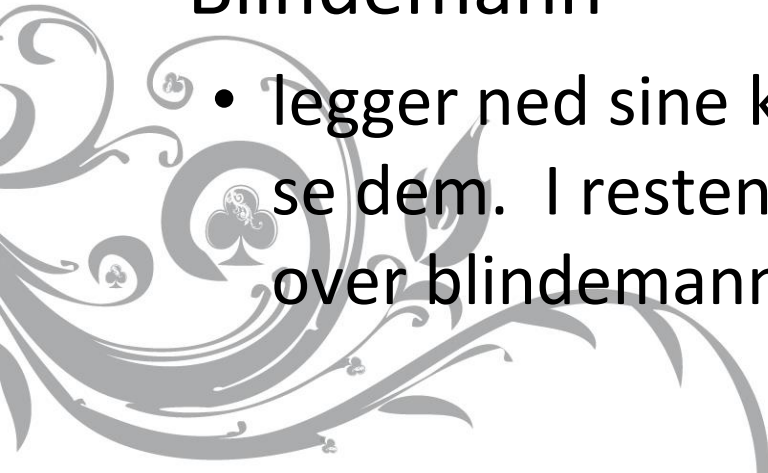 Blindemann
• legger ned sine
se dem. I resten
over blindemann